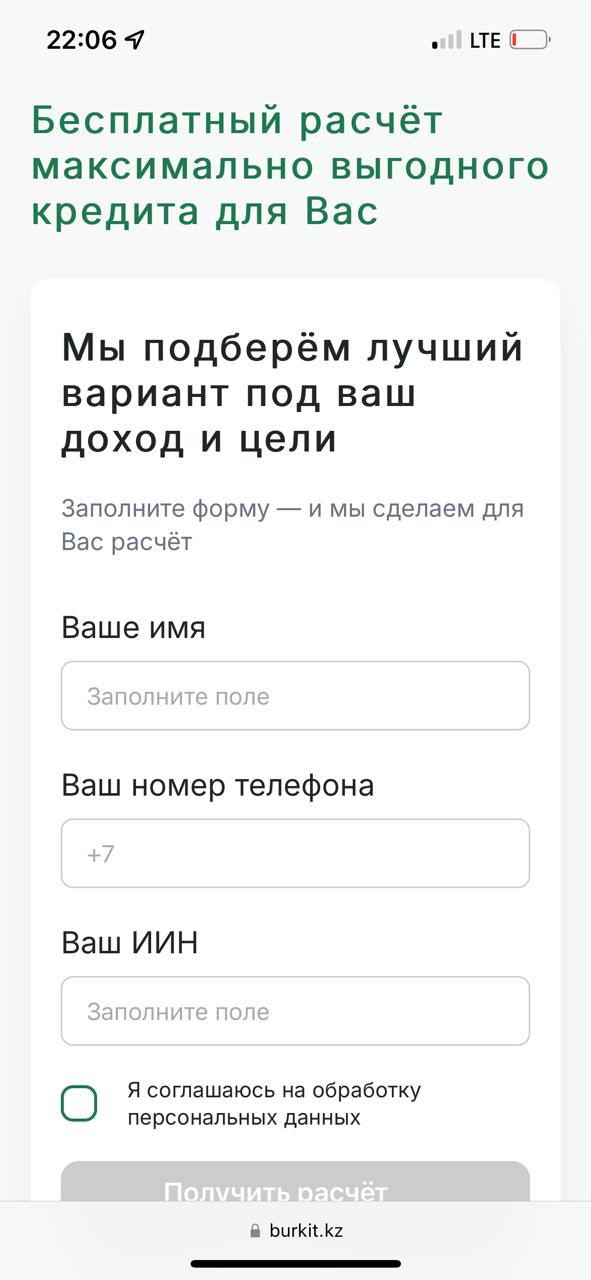 22:06
LTE
Бесплатный расчёт
максимально выгодного
кредита для Вас
Мы подберём лучший
вариант под ваш
доход и цели
Заполните форму — и мы сделаем для
Вас расчёт
Ваше имя
Заполните поле
Ваш номер телефона
+7
Ваш ИИН
Заполните поле
Я соглашаюсь на обработку
персональных данных
Получить расчёт
burkit.kz